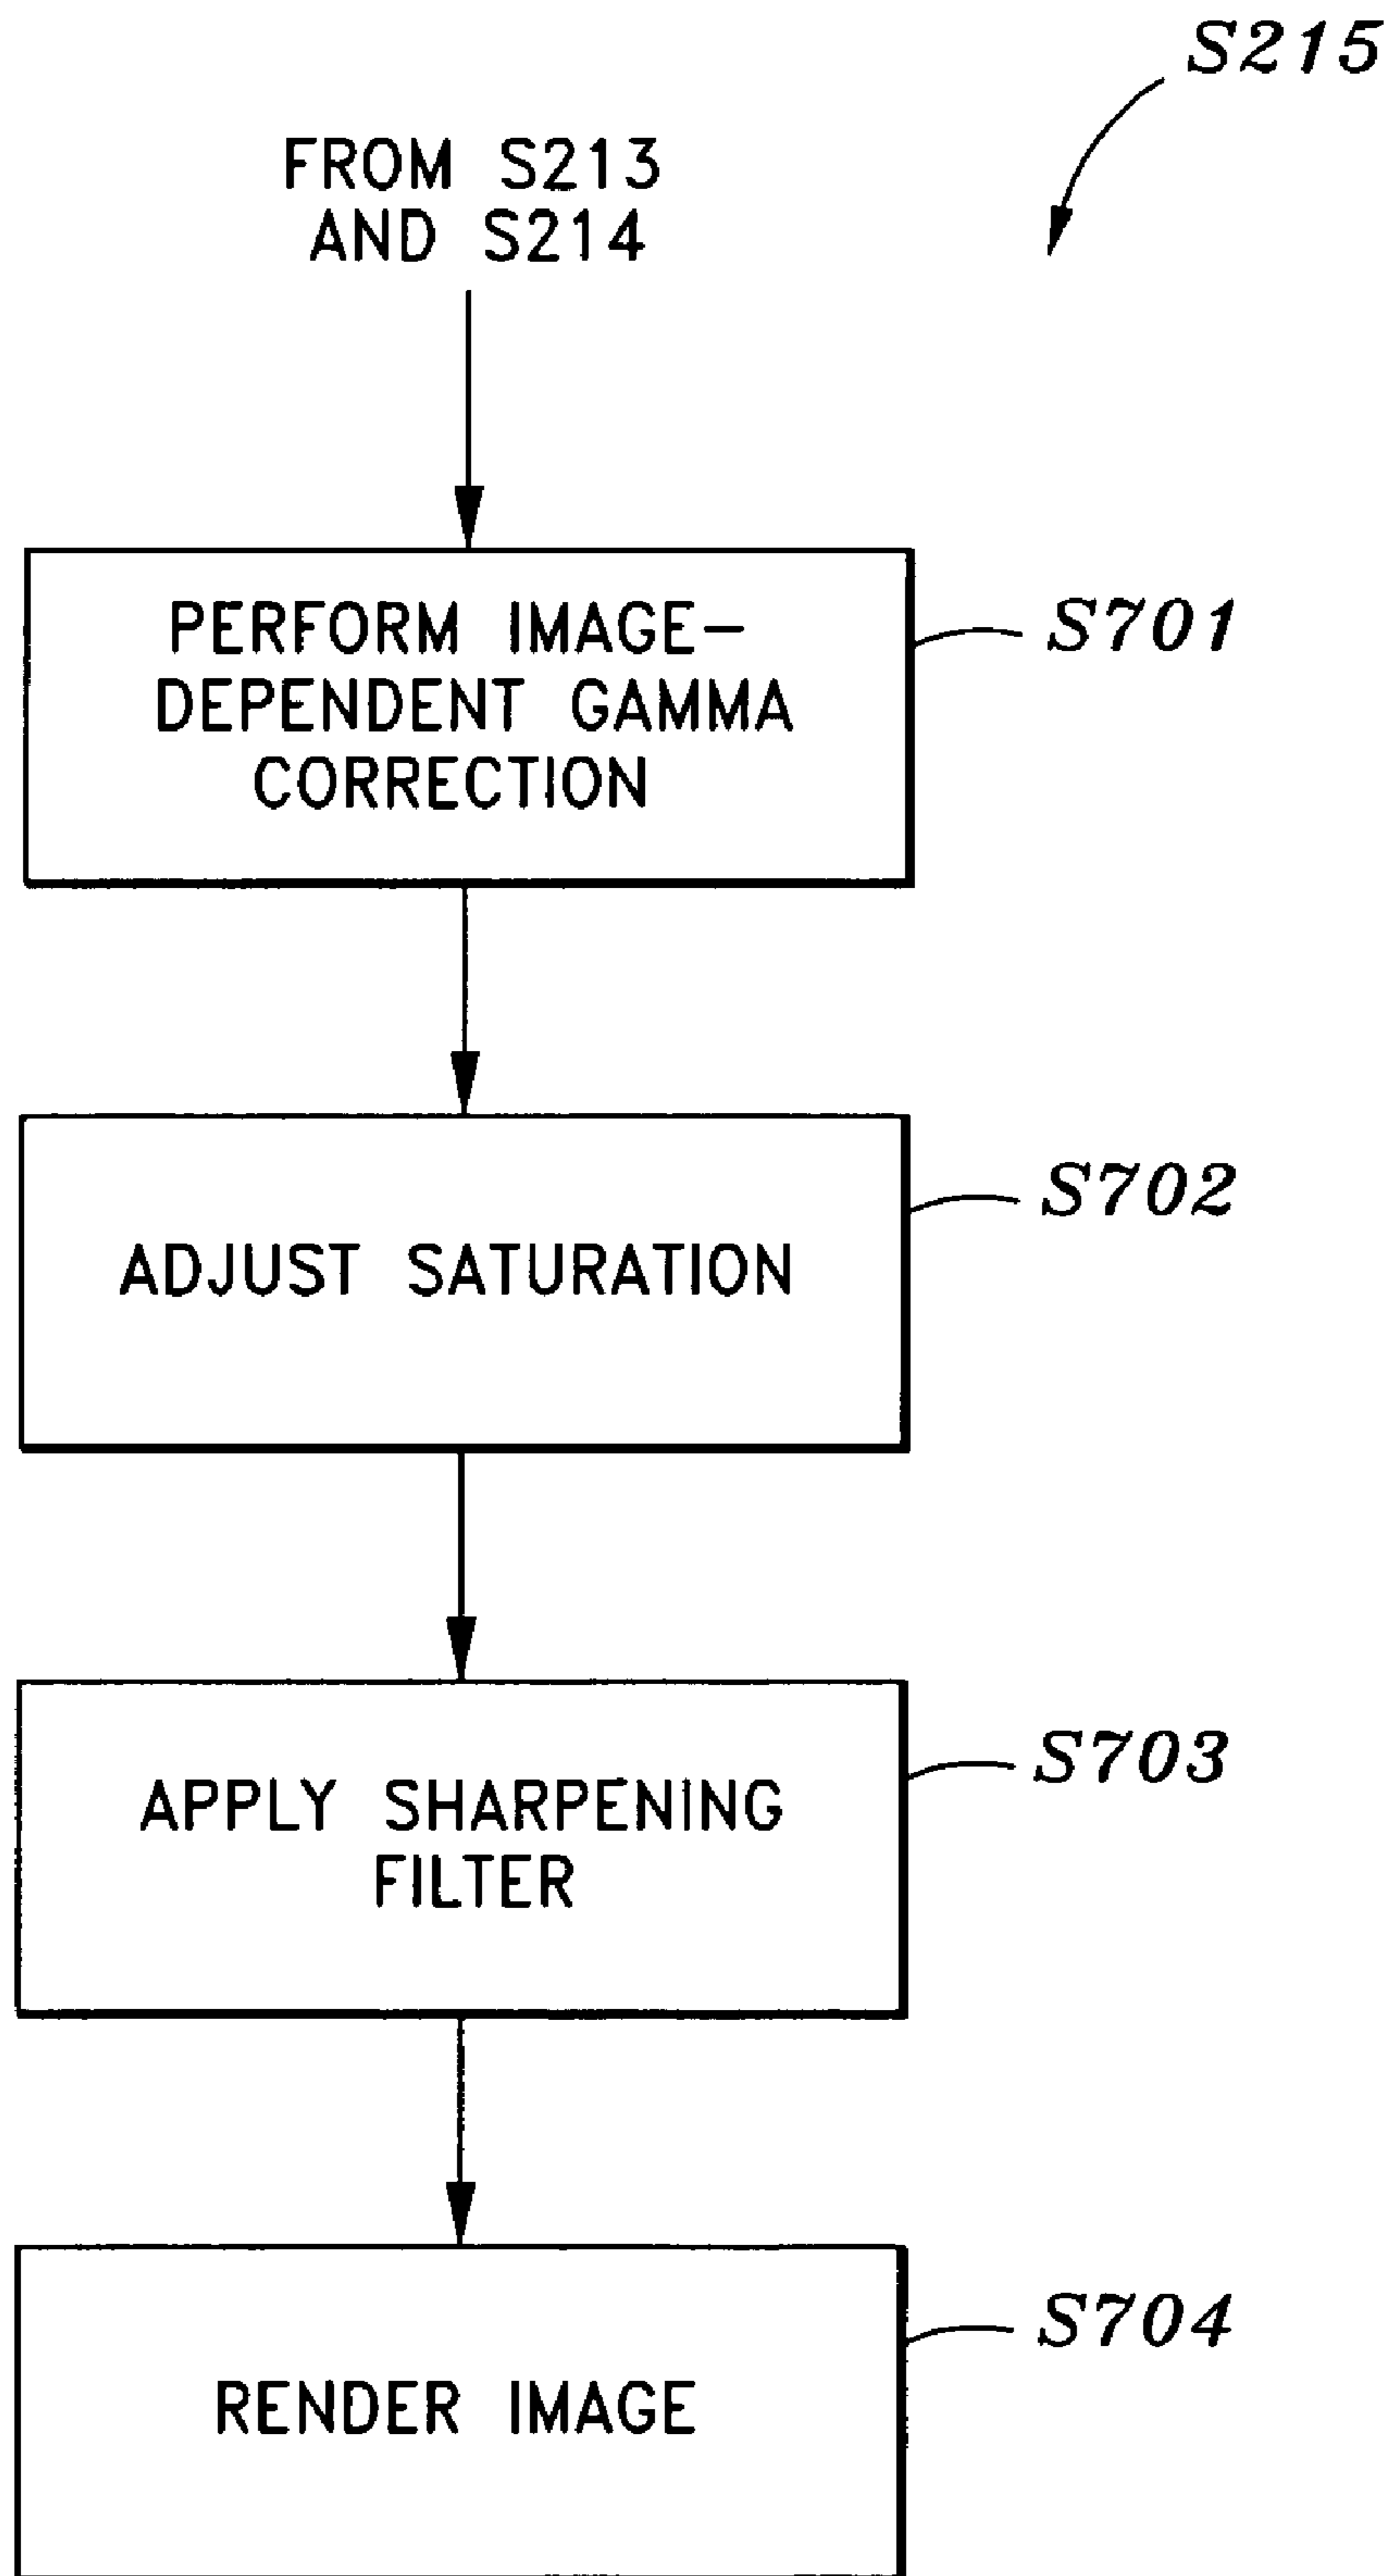 S215
FROM S213
AND S214
PERFORM IMAGE-
DEPENDENT GAMMA
CORRECTION
S701
ADJUST SATURATION
S702
APPLY SHARPENING
FILTER
S703
RENDER IMAGE
S704